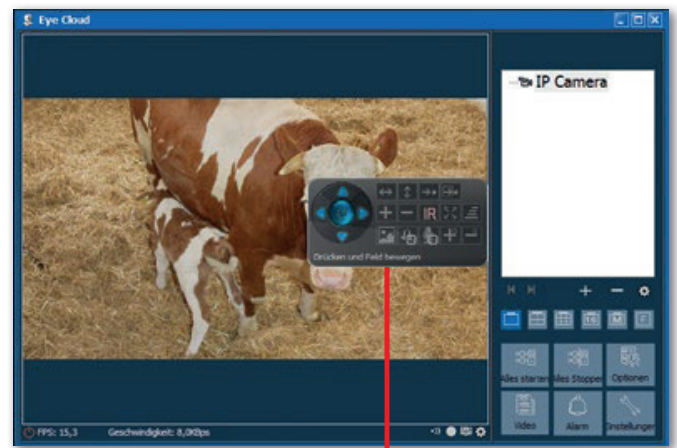 Eye Cloud
IP Camera
IR
Drücken und Feld bewegen
Alles starten
Alles Stoppen
Optionen
Video
Alarm
Einstellungen
FPS: 15,3
Geschwindigkeit: 8,0KBps